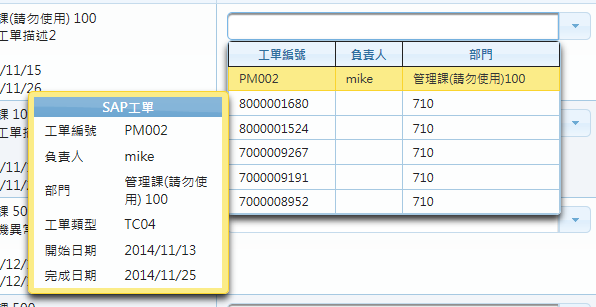 課(請勿使用) 100
工單描述2
/11/15
/11/26
工單編號 負責人 部門
PM002 mike 管理課(請勿使用)100
8000001680 710
8000001524 710
7000009267 710
7000009191 710
7000008952 710
SAP工單
工單編號 PM002
負責人 mike
部門 管理課(請勿使
用) 100
工單類型 TC04
開始日期 2014/11/13
完成日期 2014/11/25
課 10
工單描
/11/
/11/2
課 50
機異常
/12/
/12/
課 500